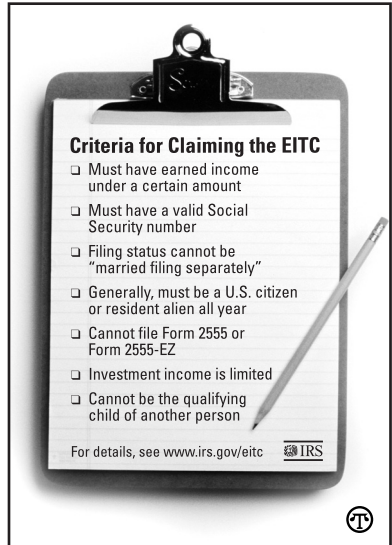 Criteria for Claiming the EITC
❏ Must have earned income
under a certain amount
❏ Must have a valid Social
Security number
❏ Filing status cannot be
“married filing separately”
❏ Generally, must be a U.S. citizen
or resident alien all year
❏ Cannot file Form 2555 or
Form 2555-EZ
❏ Investment income is limited
❏ Cannot be the qualifying
child of another person
For details, see www.irs.gov/eitc IRS